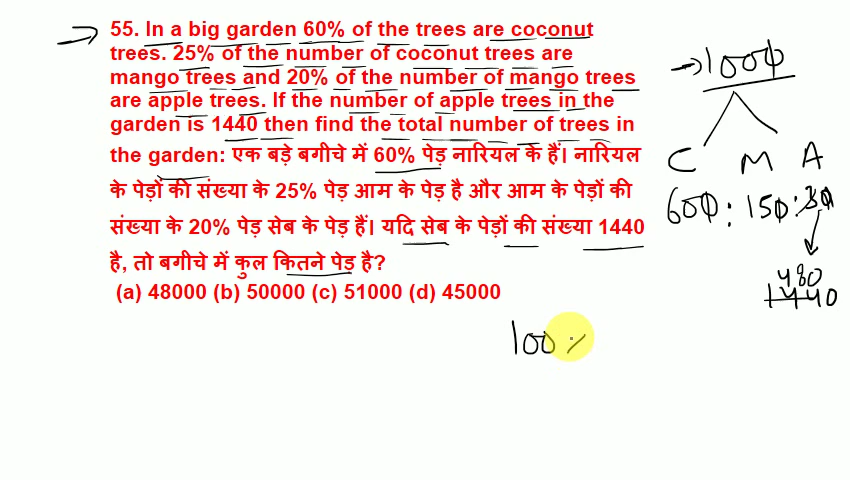 55. In a big garden 60% of the trees are coconut
trees. 25% of the number of coconut trees are
mango trees and 20% of the number of mango trees
are apple trees. If the number of apple trees in the
garden is 1440 then find the total number of trees in
the garden: एक बड़े बगीचे में 60% पेड़ नारियल के हैं। नारियल
के पेड़ों की संख्या के 25% पेड़ आम के पेड़ है और आम के पेड़ों की
संख्या के 20% पेड़ सेब के पेड़ हैं। यदि सेब के पेड़ों की संख्या 1440
है, तो बगीचे में कुल कितने पेड़ है?
(a) 48000 (b) 50000 (c) 51000 (d) 45000
1000
C M A
600 : 150 : 30
480
1440
100 ×